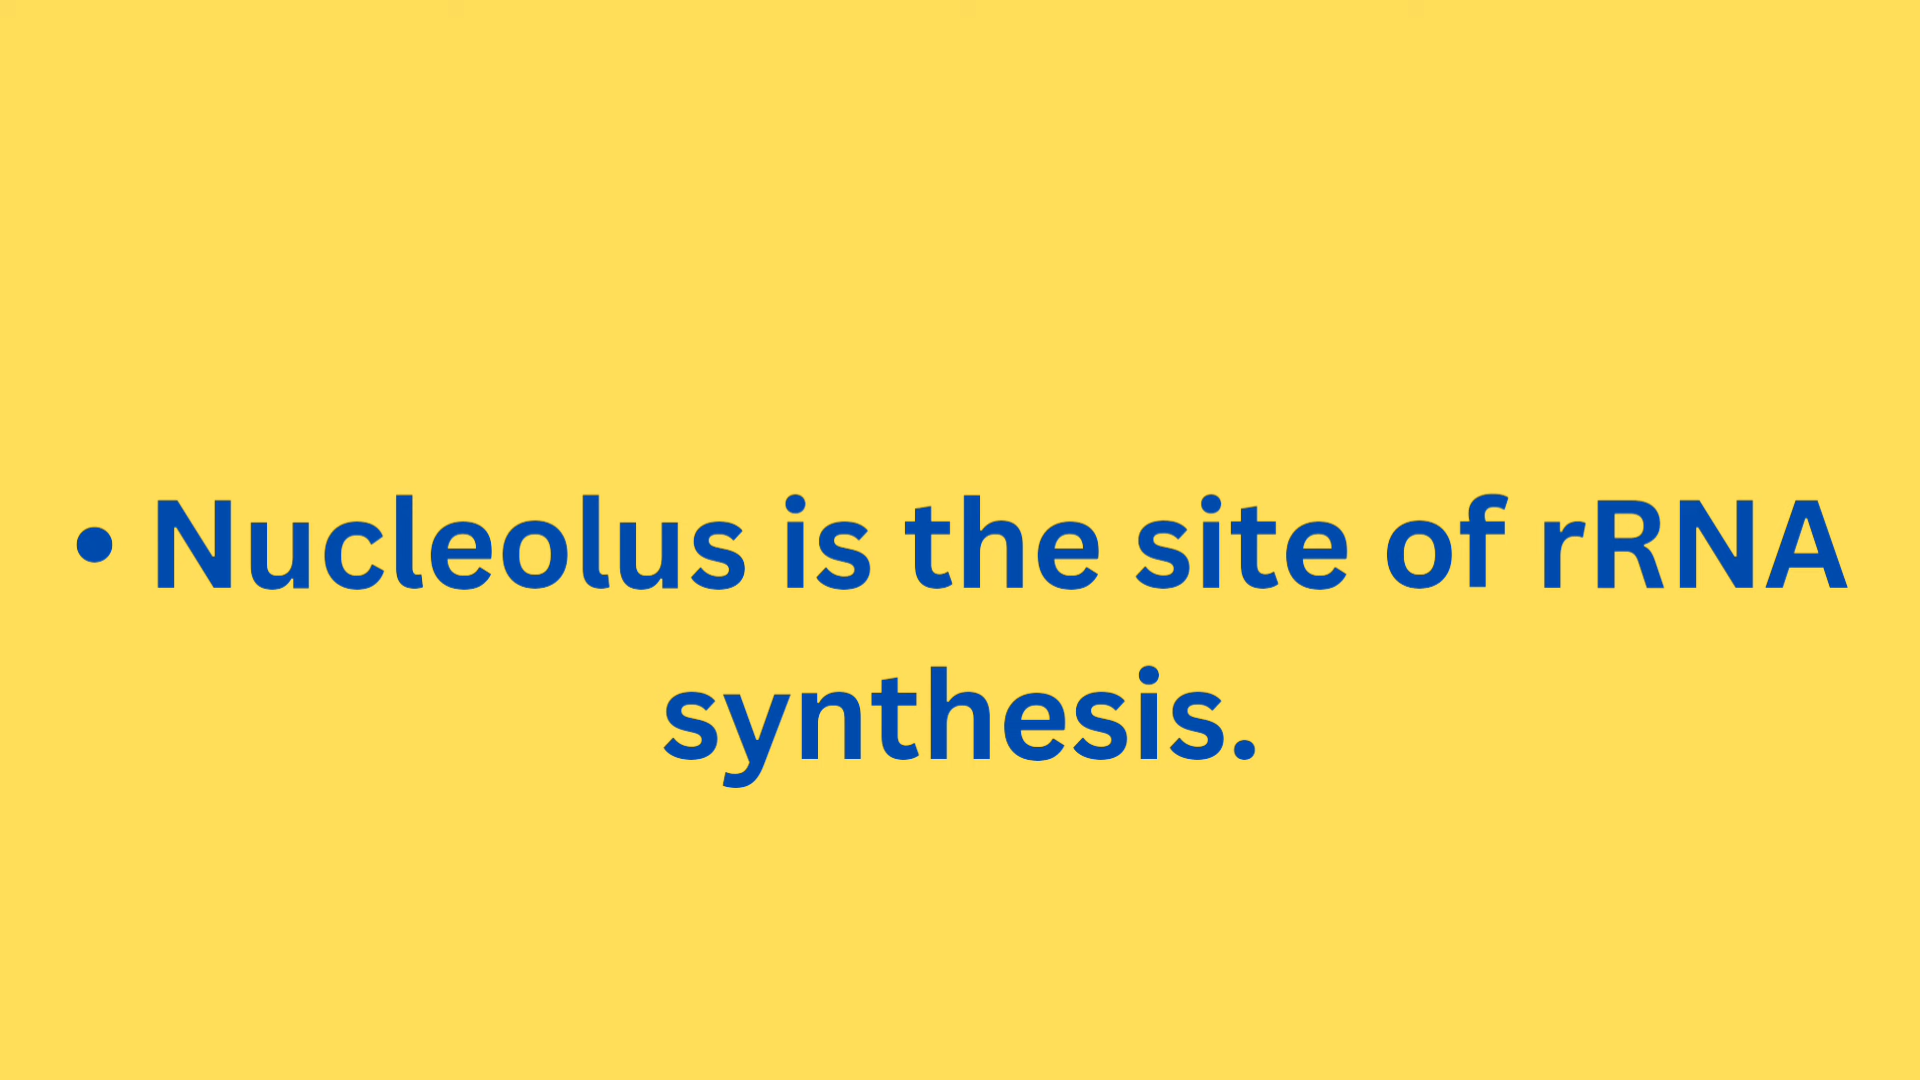 • Nucleolus is the site of rRNA
synthesis.